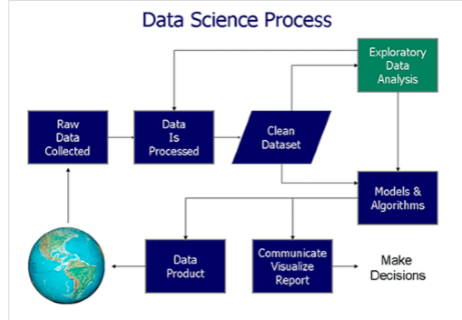 Data Science Process
Exploratory
Data
Analysis
Raw
Data
Collected
Data
Is
Processed
Clean
Dataset
Models &
Algorithms
Data
Product
Communicate
Visualize
Report
Make
Decisions